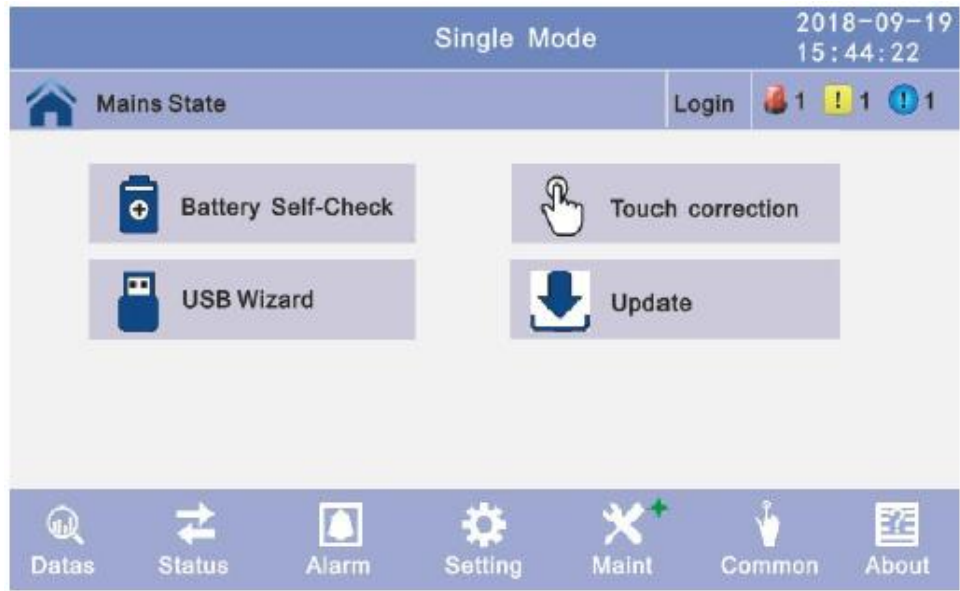 Single Mode
2018-09-19
15:44:22
Mains State
Login
1
! 1
! 1
Battery Self-Check
Touch correction
USB Wizard
Update
Datas
Status
Alarm
Setting
Maint
Common
About